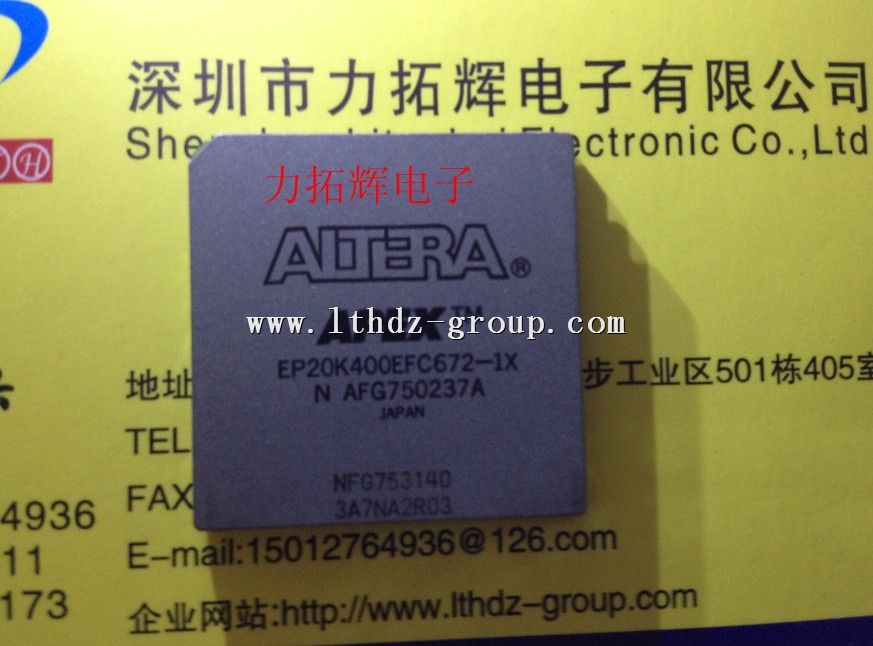 深圳市力拓辉电子有限公司
Electronic Co.,Ltd
H
力拓辉电子
ALTERA®
APEX™
www.lthdz-group.com
EP20K400EFC672-1X
N AFG750237A
JAPAN
NFG753140
3A7NA2R03
地址
步工业区501栋405室
TEL
FAX
4936
11
173
E-mail:15012764936@126.com
企业网站:http://www.lthdz-group.com